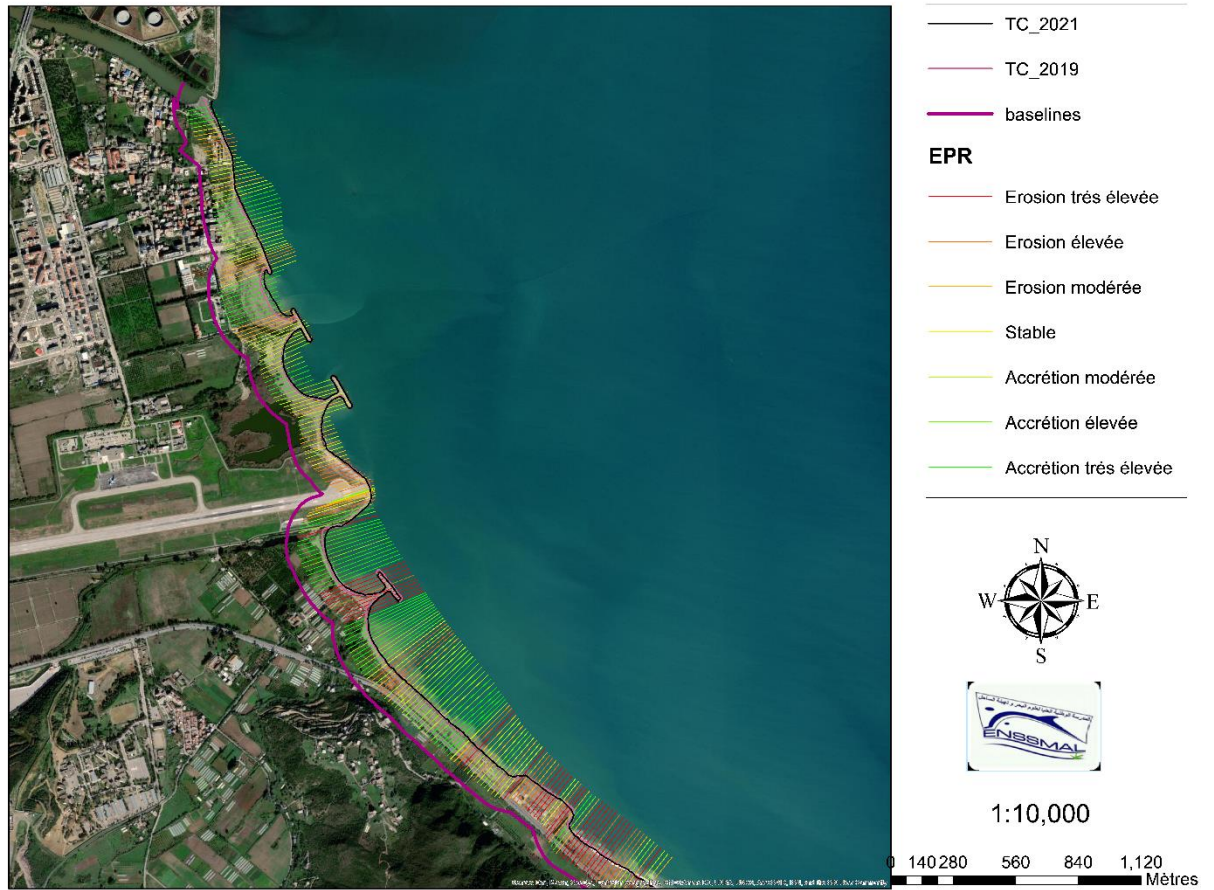 TC_2021
TC_2019
baselines
EPR
Erosion trés élevée
Erosion élevée
Erosion modérée
Stable
Accrétion modérée
Accrétion élevée
Accrétion trés élevée
N
W E
S
ENSSMAL
1:10,000
0 140 280 560 840 1,120
Mètres